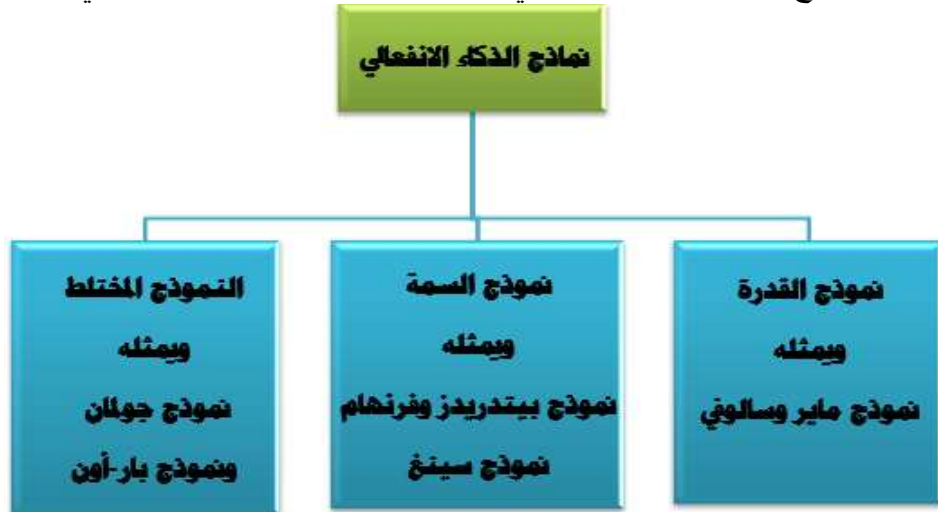 نماذج الذكاء الانفعالي
نموذج القدرة
ويمثله
نموذج ماير وسالوفي
نموذج السمة
ويمثله
نموذج بيتدريدز وفرنهام
نموذج سينغ
النموذج المختلط
ويمثله
نموذج جولمان
ونموذج بار-أون